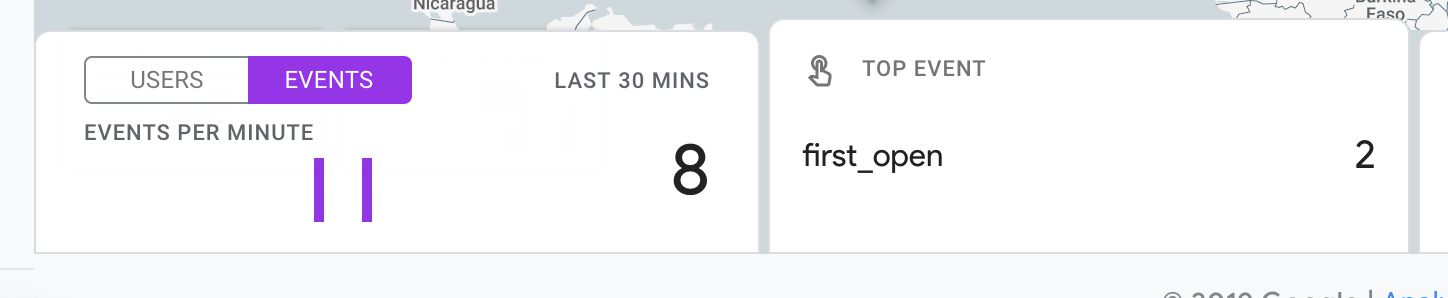 Nicaragua
Burkina
Faso
USERS
EVENTS
LAST 30 MINS
EVENTS PER MINUTE
8
TOP EVENT
first_open
2